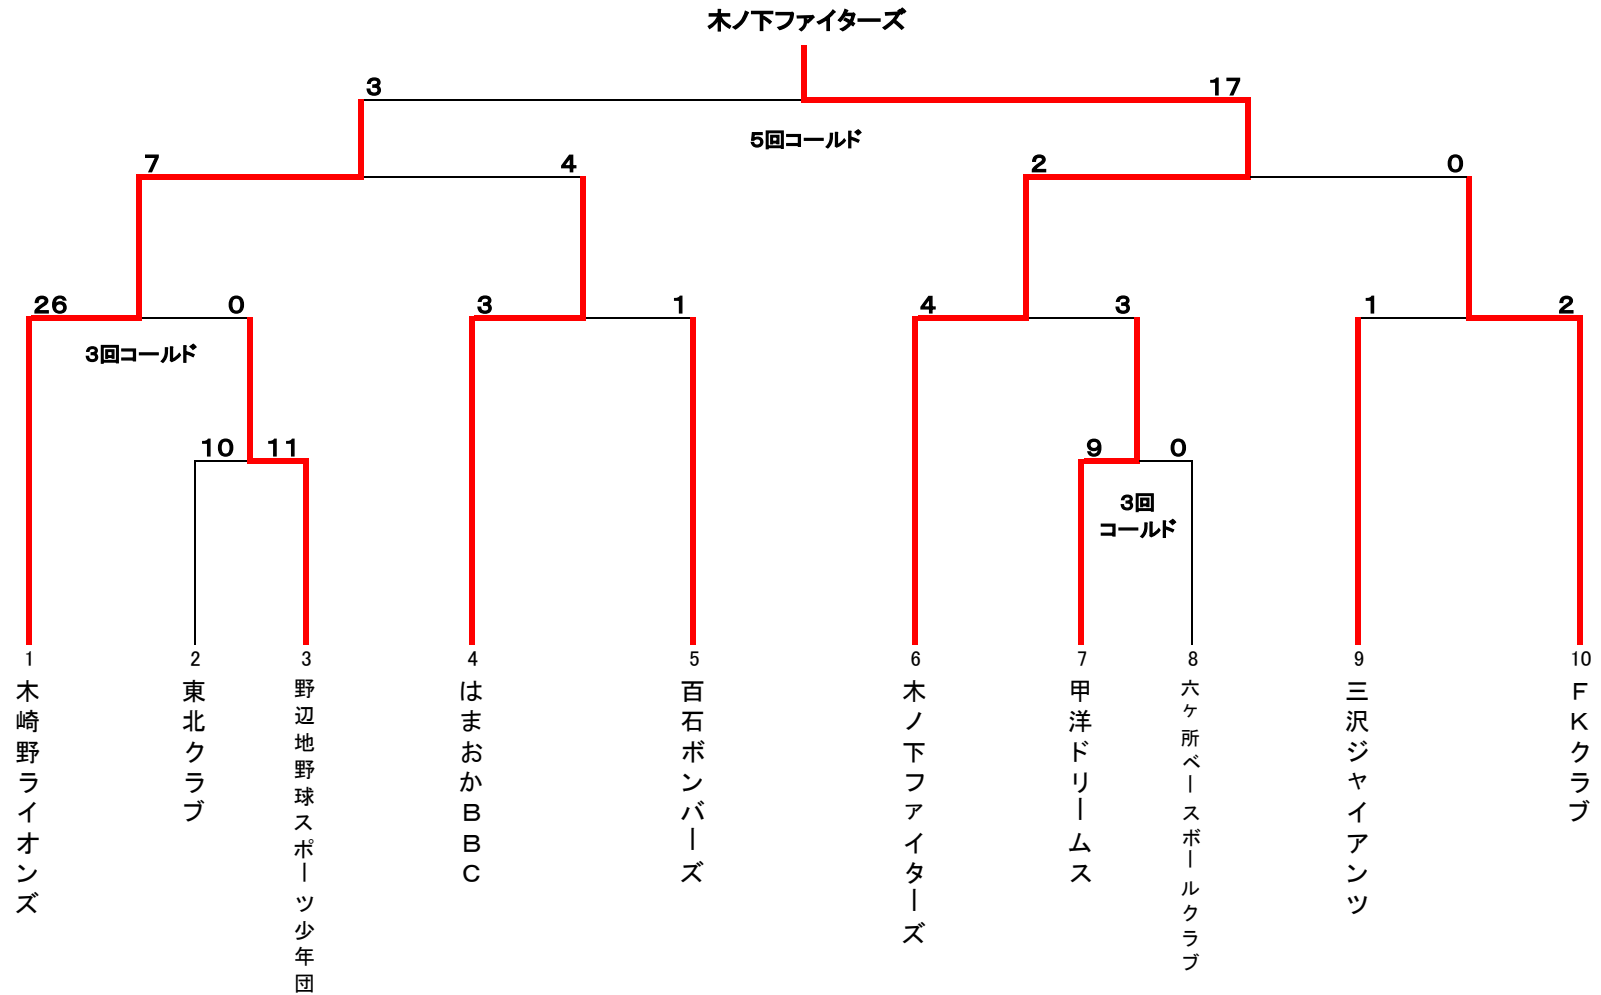 木ノ下ファイターズ
3 17
5回コールド
7 4 2 0
26 0 3 1 4 3 1 2
3回コールド
10 11 9 0
3回
コールド
1 2 3 4 5 6 7 8 9 10
木崎野ライオンズ
東北クラブ
野辺地野球スポーツ少年団
はまおかBBC
百石ボンバーズ
木ノ下ファイターズ
甲洋ドリームス
六ヶ所ベースボールクラブ
三沢ジャイアンツ
FKクラブ